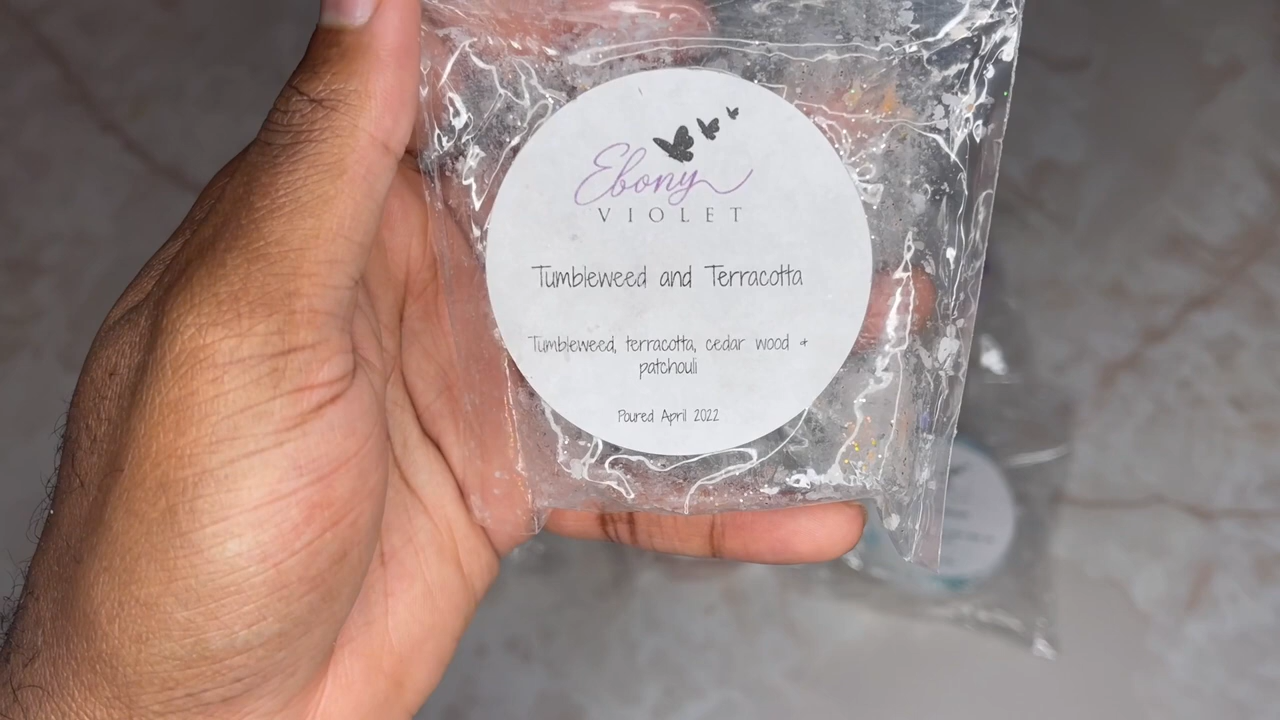 Ebony
VIOLET
Tumbleweed and Terracotta
Tumbleweed, terracotta, cedar wood +
patchouli
Poured April 2022